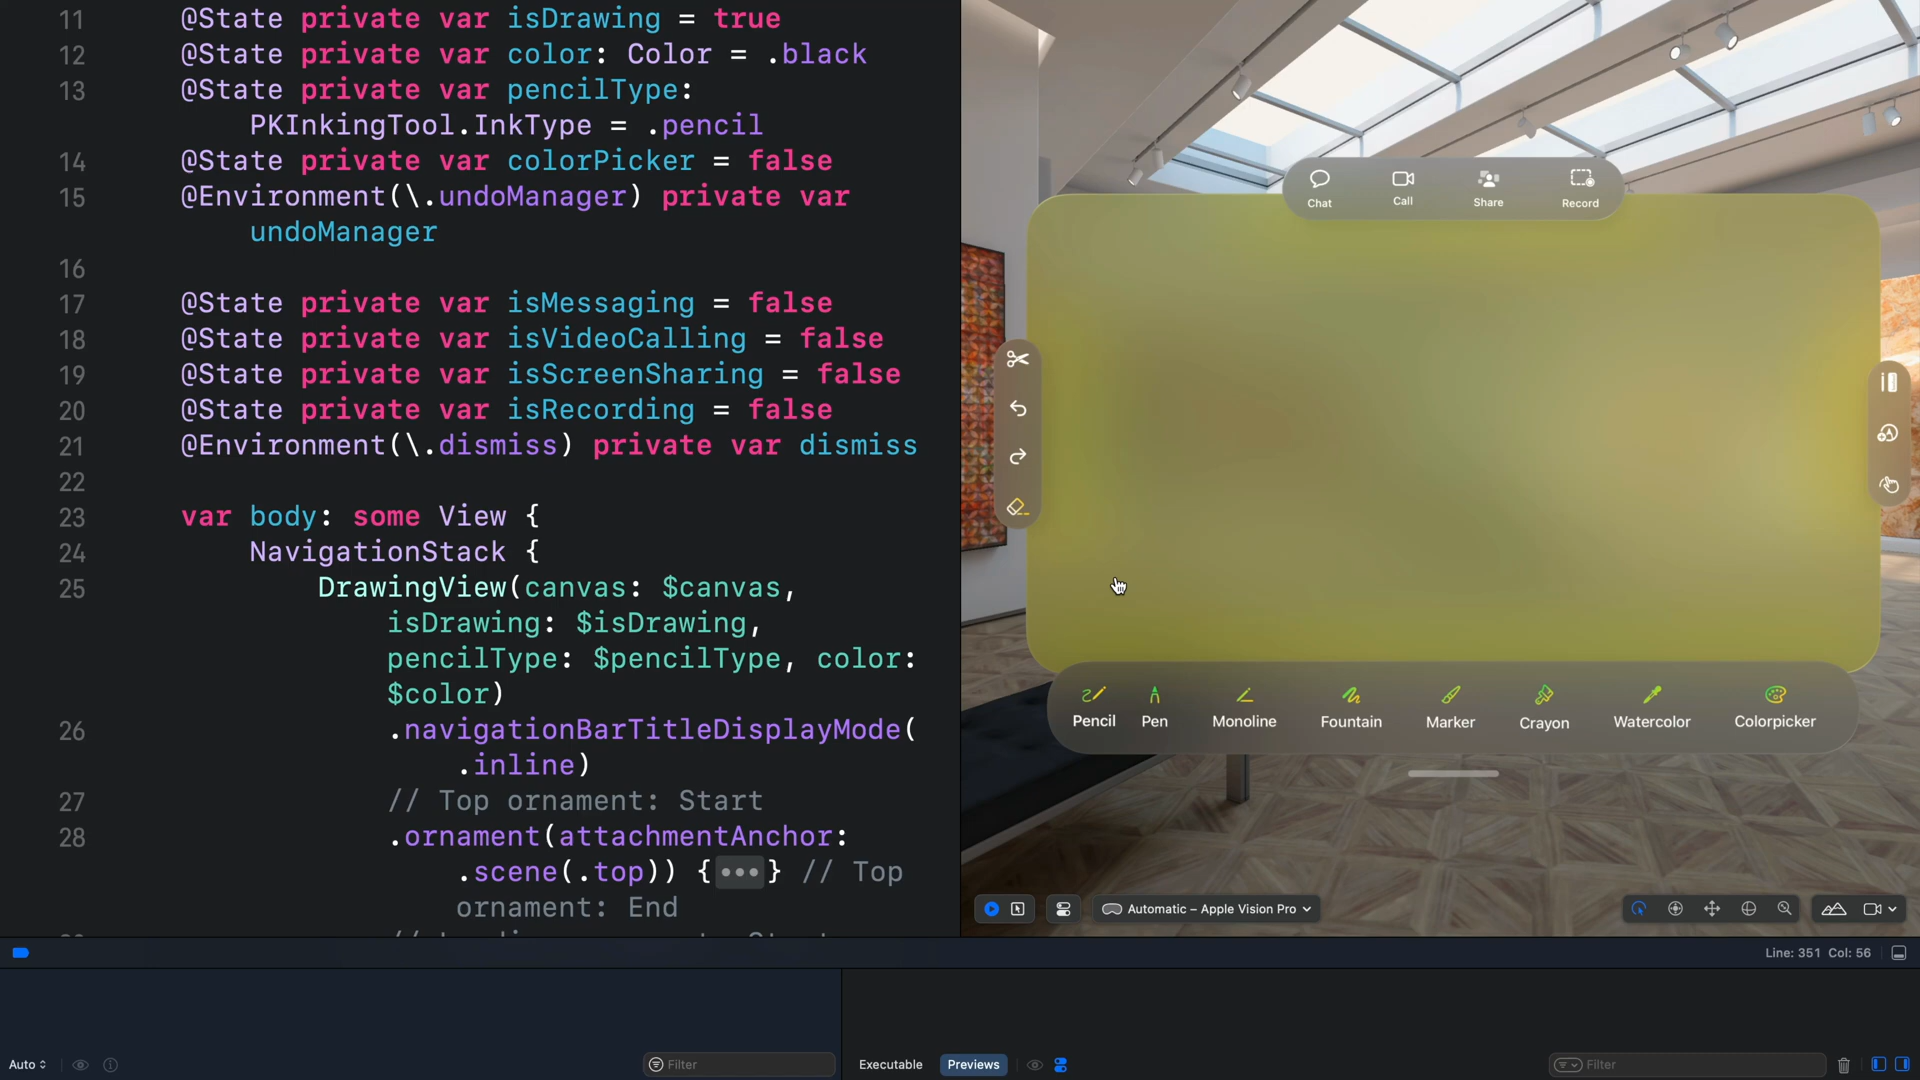 11 @State private var isDrawing = true
12 @State private var color: Color = .black
13 @State private var pencilType:
PKInkingTool.InkType = .pencil
14 @State private var colorPicker = false
15 @Environment(\.undoManager) private var
undoManager
16
17 @State private var isMessaging = false
18 @State private var isVideoCalling = false
19 @State private var isScreenSharing = false
20 @State private var isRecording = false
21 @Environment(\.dismiss) private var dismiss
22
23 var body: some View {
24 NavigationStack {
25 DrawingView(canvas: $canvas,
isDrawing: $isDrawing,
pencilType: $pencilType, color:
$color)
26 .navigationBarTitleDisplayMode(
.inline)
27 // Top ornament: Start
28 .ornament(attachmentAnchor:
.scene(.top)) {•••} // Top
ornament: End
Chat Call Share Record
Pencil Pen Monoline Fountain Marker Crayon Watercolor Colorpicker
Automatic – Apple Vision Pro
Line: 351 Col: 56
Auto
Filter
Executable Previews
Filter